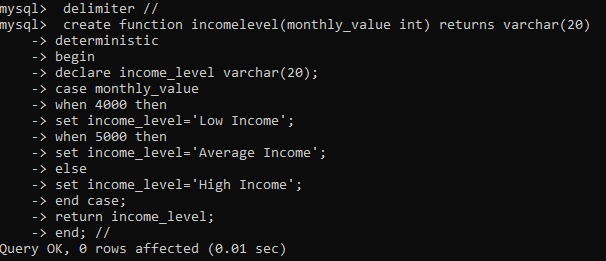 mysql>  delimiter //
mysql>  create function incomelevel(monthly_value int) returns varchar(20)
    -> deterministic
    -> begin
    -> declare income_level varchar(20);
    -> case monthly_value
    -> when 4000 then
    -> set income_level='Low Income';
    -> when 5000 then
    -> set income_level='Average Income';
    -> else
    -> set income_level='High Income';
    -> end case;
    -> return income_level;
    -> end; //
Query OK, 0 rows affected (0.01 sec)